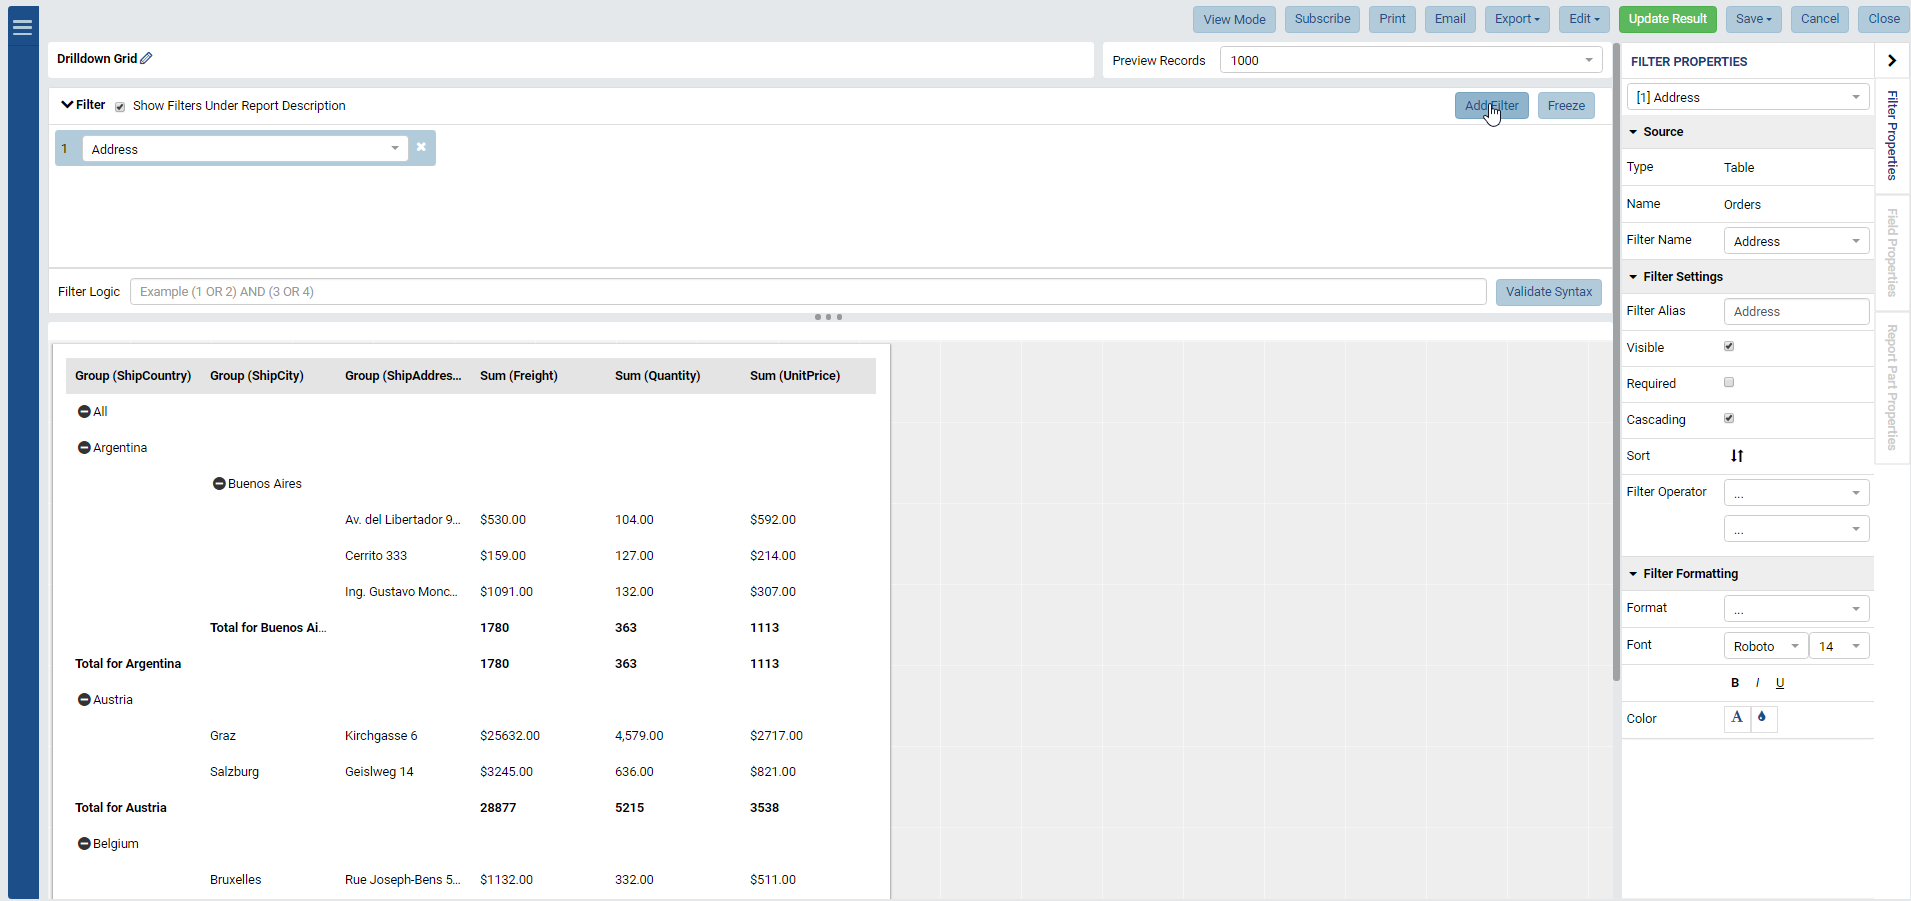 View Mode Subscribe Print Email Export Edit Update Result Save Cancel Close
Drilldown Grid
Preview Records 1000
FILTER PROPERTIES
Filter Show Filters Under Report Description Add Filter Freeze
[1] Address
1 Address
Source
Type Table
Name Orders
Filter Name Address
Filter Settings
Filter Logic Example (1 OR 2) AND (3 OR 4) Validate Syntax
Filter Alias Address
Visible
Required
Cascading
Sort
Filter Operator ...
...
Filter Formatting
Format ...
Font Roboto 14
B I U
Color A
Filter Properties
Field Properties
Report Part Properties
Group (ShipCountry) Group (ShipCity) Group (ShipAddres... Sum (Freight) Sum (Quantity) Sum (UnitPrice)
All
Argentina
Buenos Aires
Av. del Libertador 9... $530.00 104.00 $592.00
Cerrito 333 $159.00 127.00 $214.00
Ing. Gustavo Monc... $1091.00 132.00 $307.00
Total for Buenos Ai... 1780 363 1113
Total for Argentina 1780 363 1113
Austria
Graz Kirchgasse 6 $25632.00 4,579.00 $2717.00
Salzburg Geislweg 14 $3245.00 636.00 $821.00
Total for Austria 28877 5215 3538
Belgium
Bruxelles Rue Joseph-Bens 5... $1132.00 332.00 $511.00